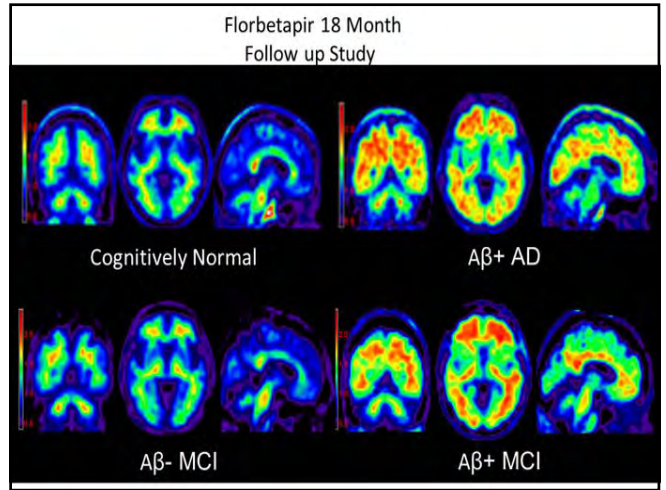 Florbetapir 18 Month
Follow up Study
Cognitively Normal
Aβ+ AD
Aβ- MCI
Aβ+ MCI